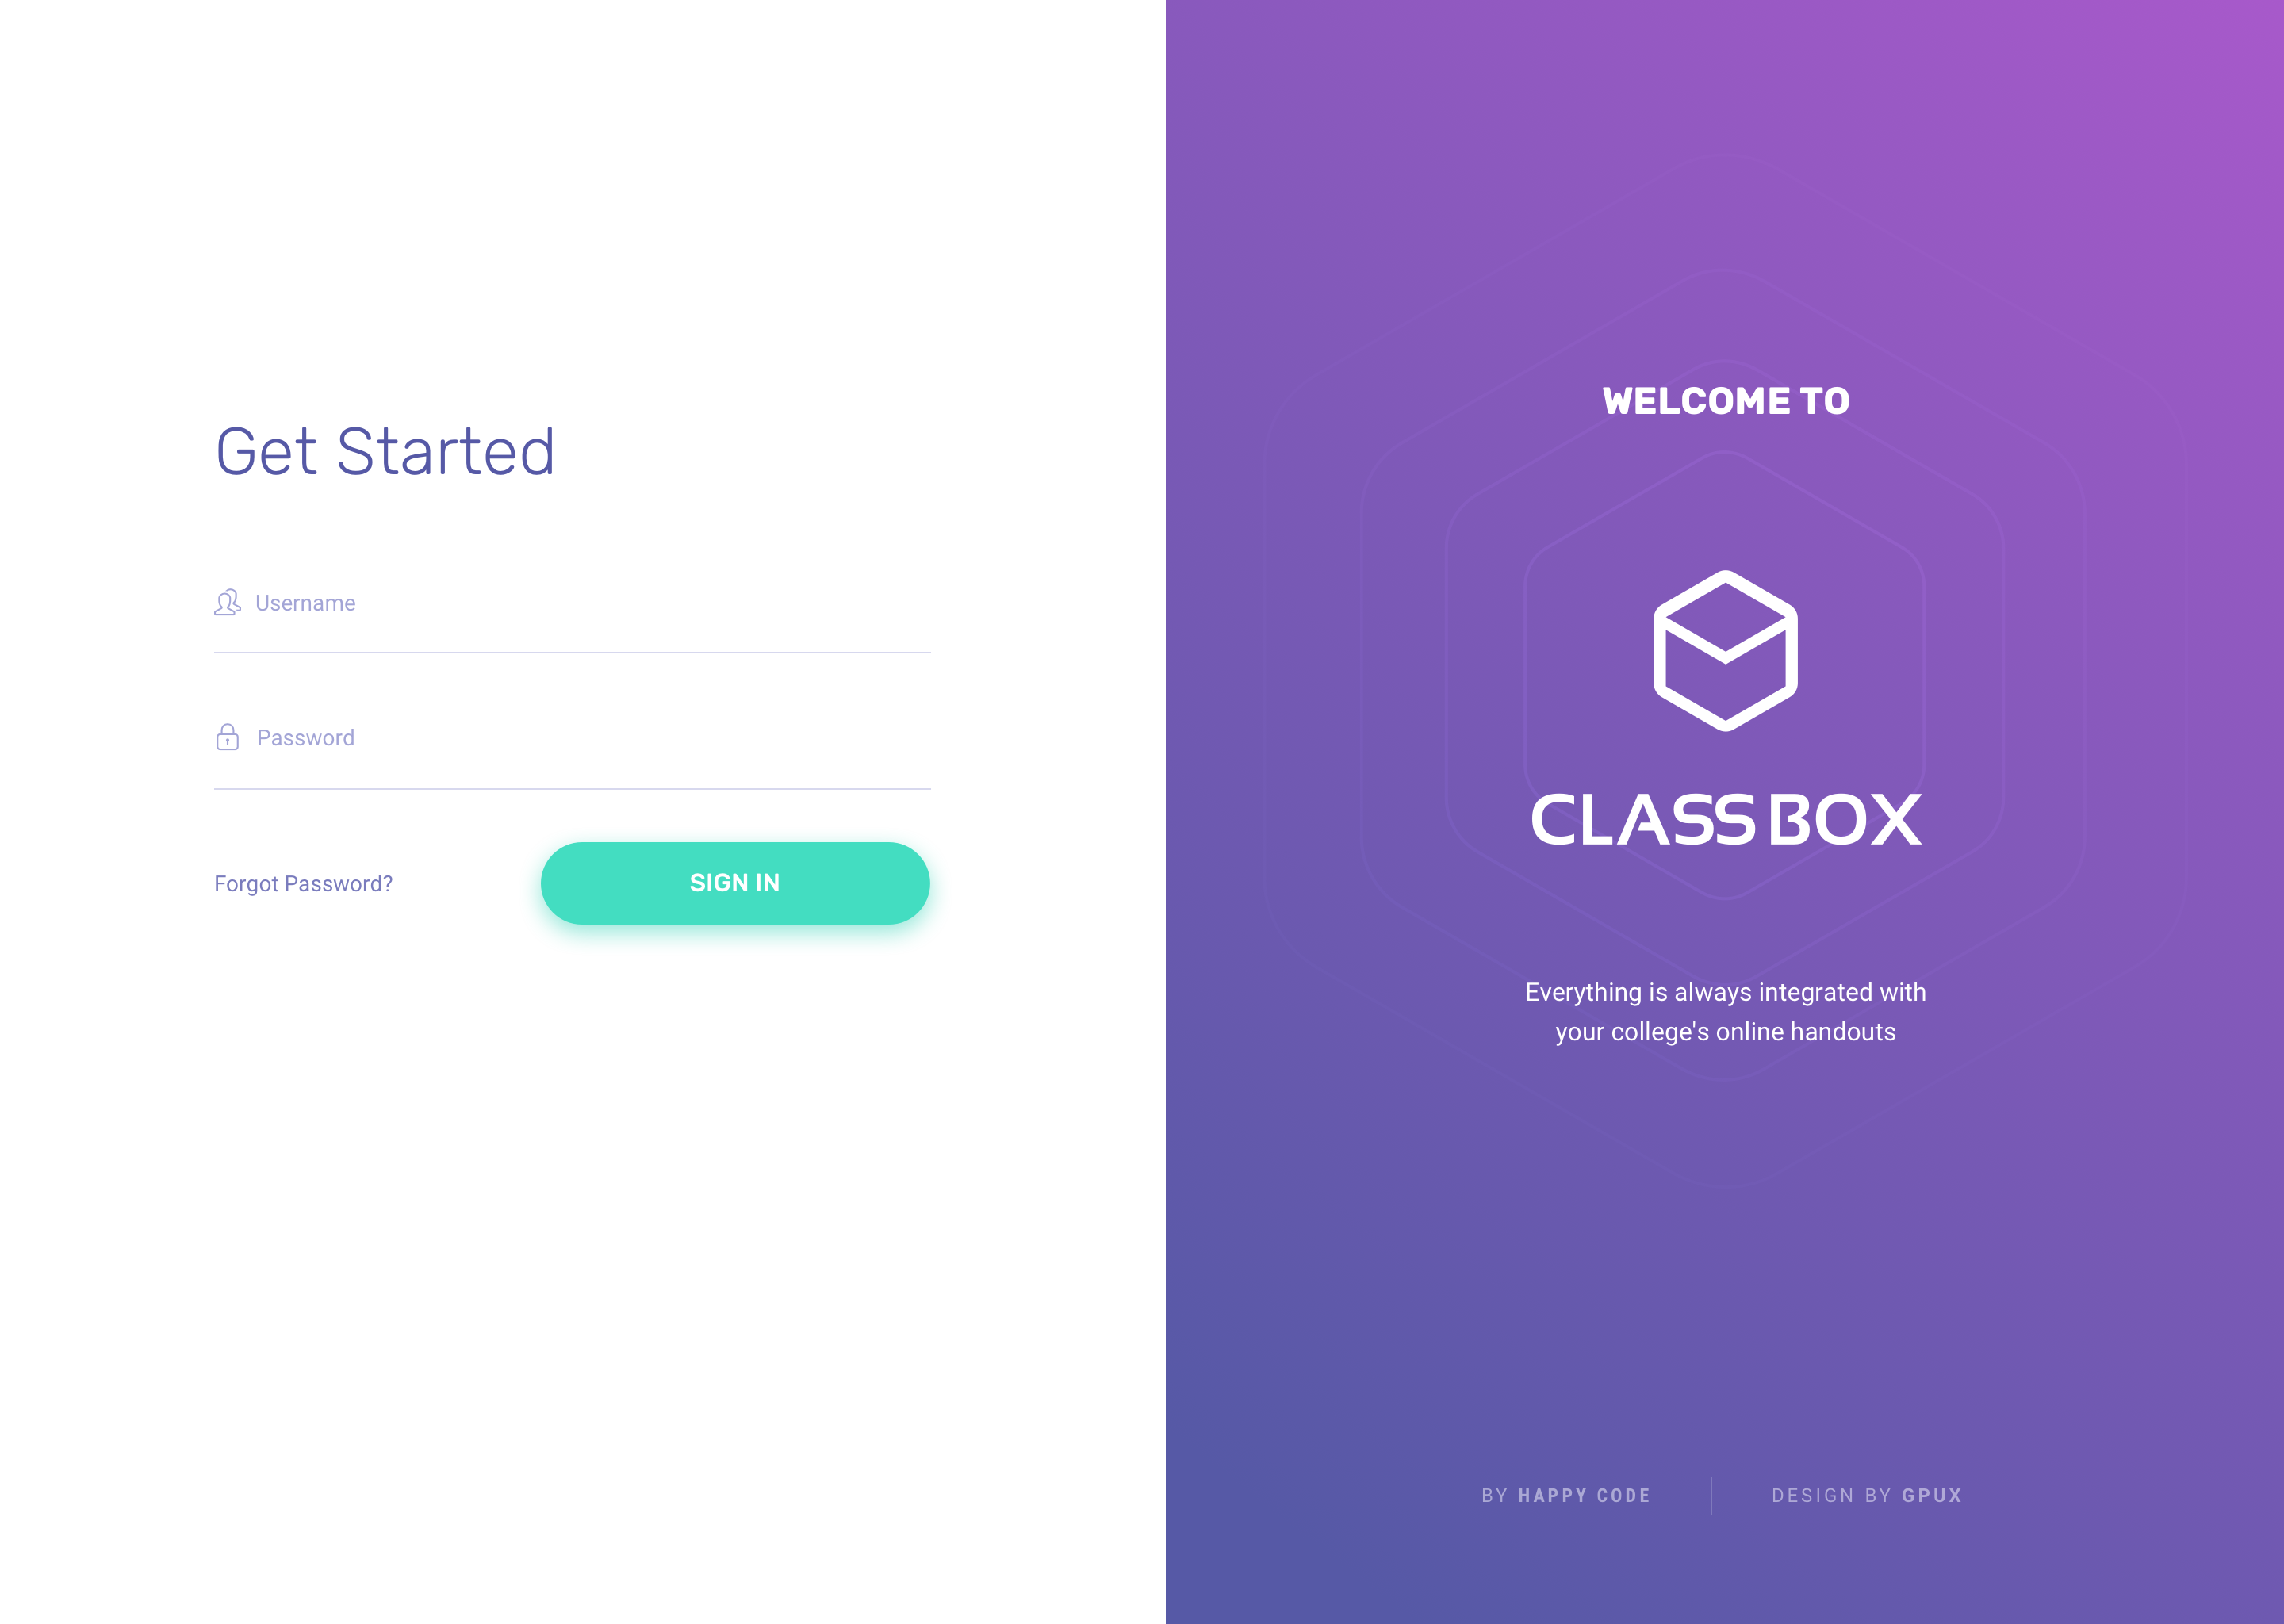 Get Started
Username
Password
Forgot Password?
SIGN IN
WELCOME TO
CLASS BOX
Everything is always integrated with
your college's online handouts
BY HAPPY CODE
DESIGN BY GPUX